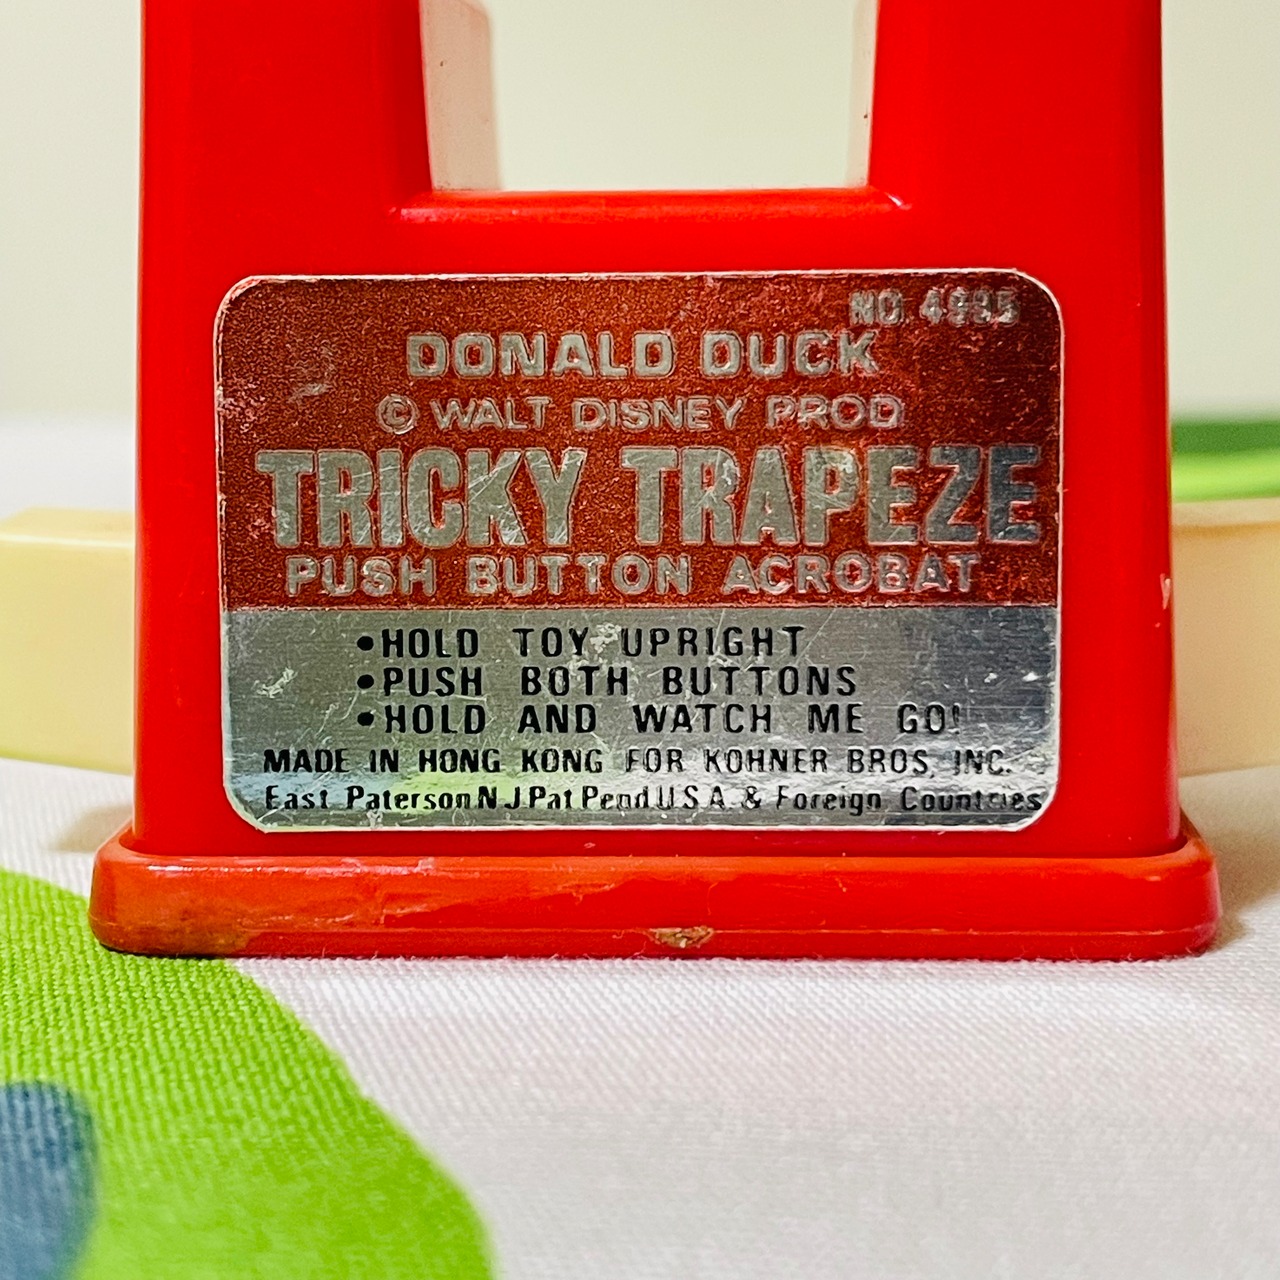 NO. 4995
DONALD DUCK
© WALT DISNEY PROD
TRICKY TRAPEZE
PUSH BUTTON ACROBAT
•HOLD TOY UPRIGHT
•PUSH BOTH BUTTONS
•HOLD AND WATCH ME GO!
MADE IN HONG KONG FOR KOHNER BROS, INC.
East Paterson N J Pat Pend U S A & Foreign Countries